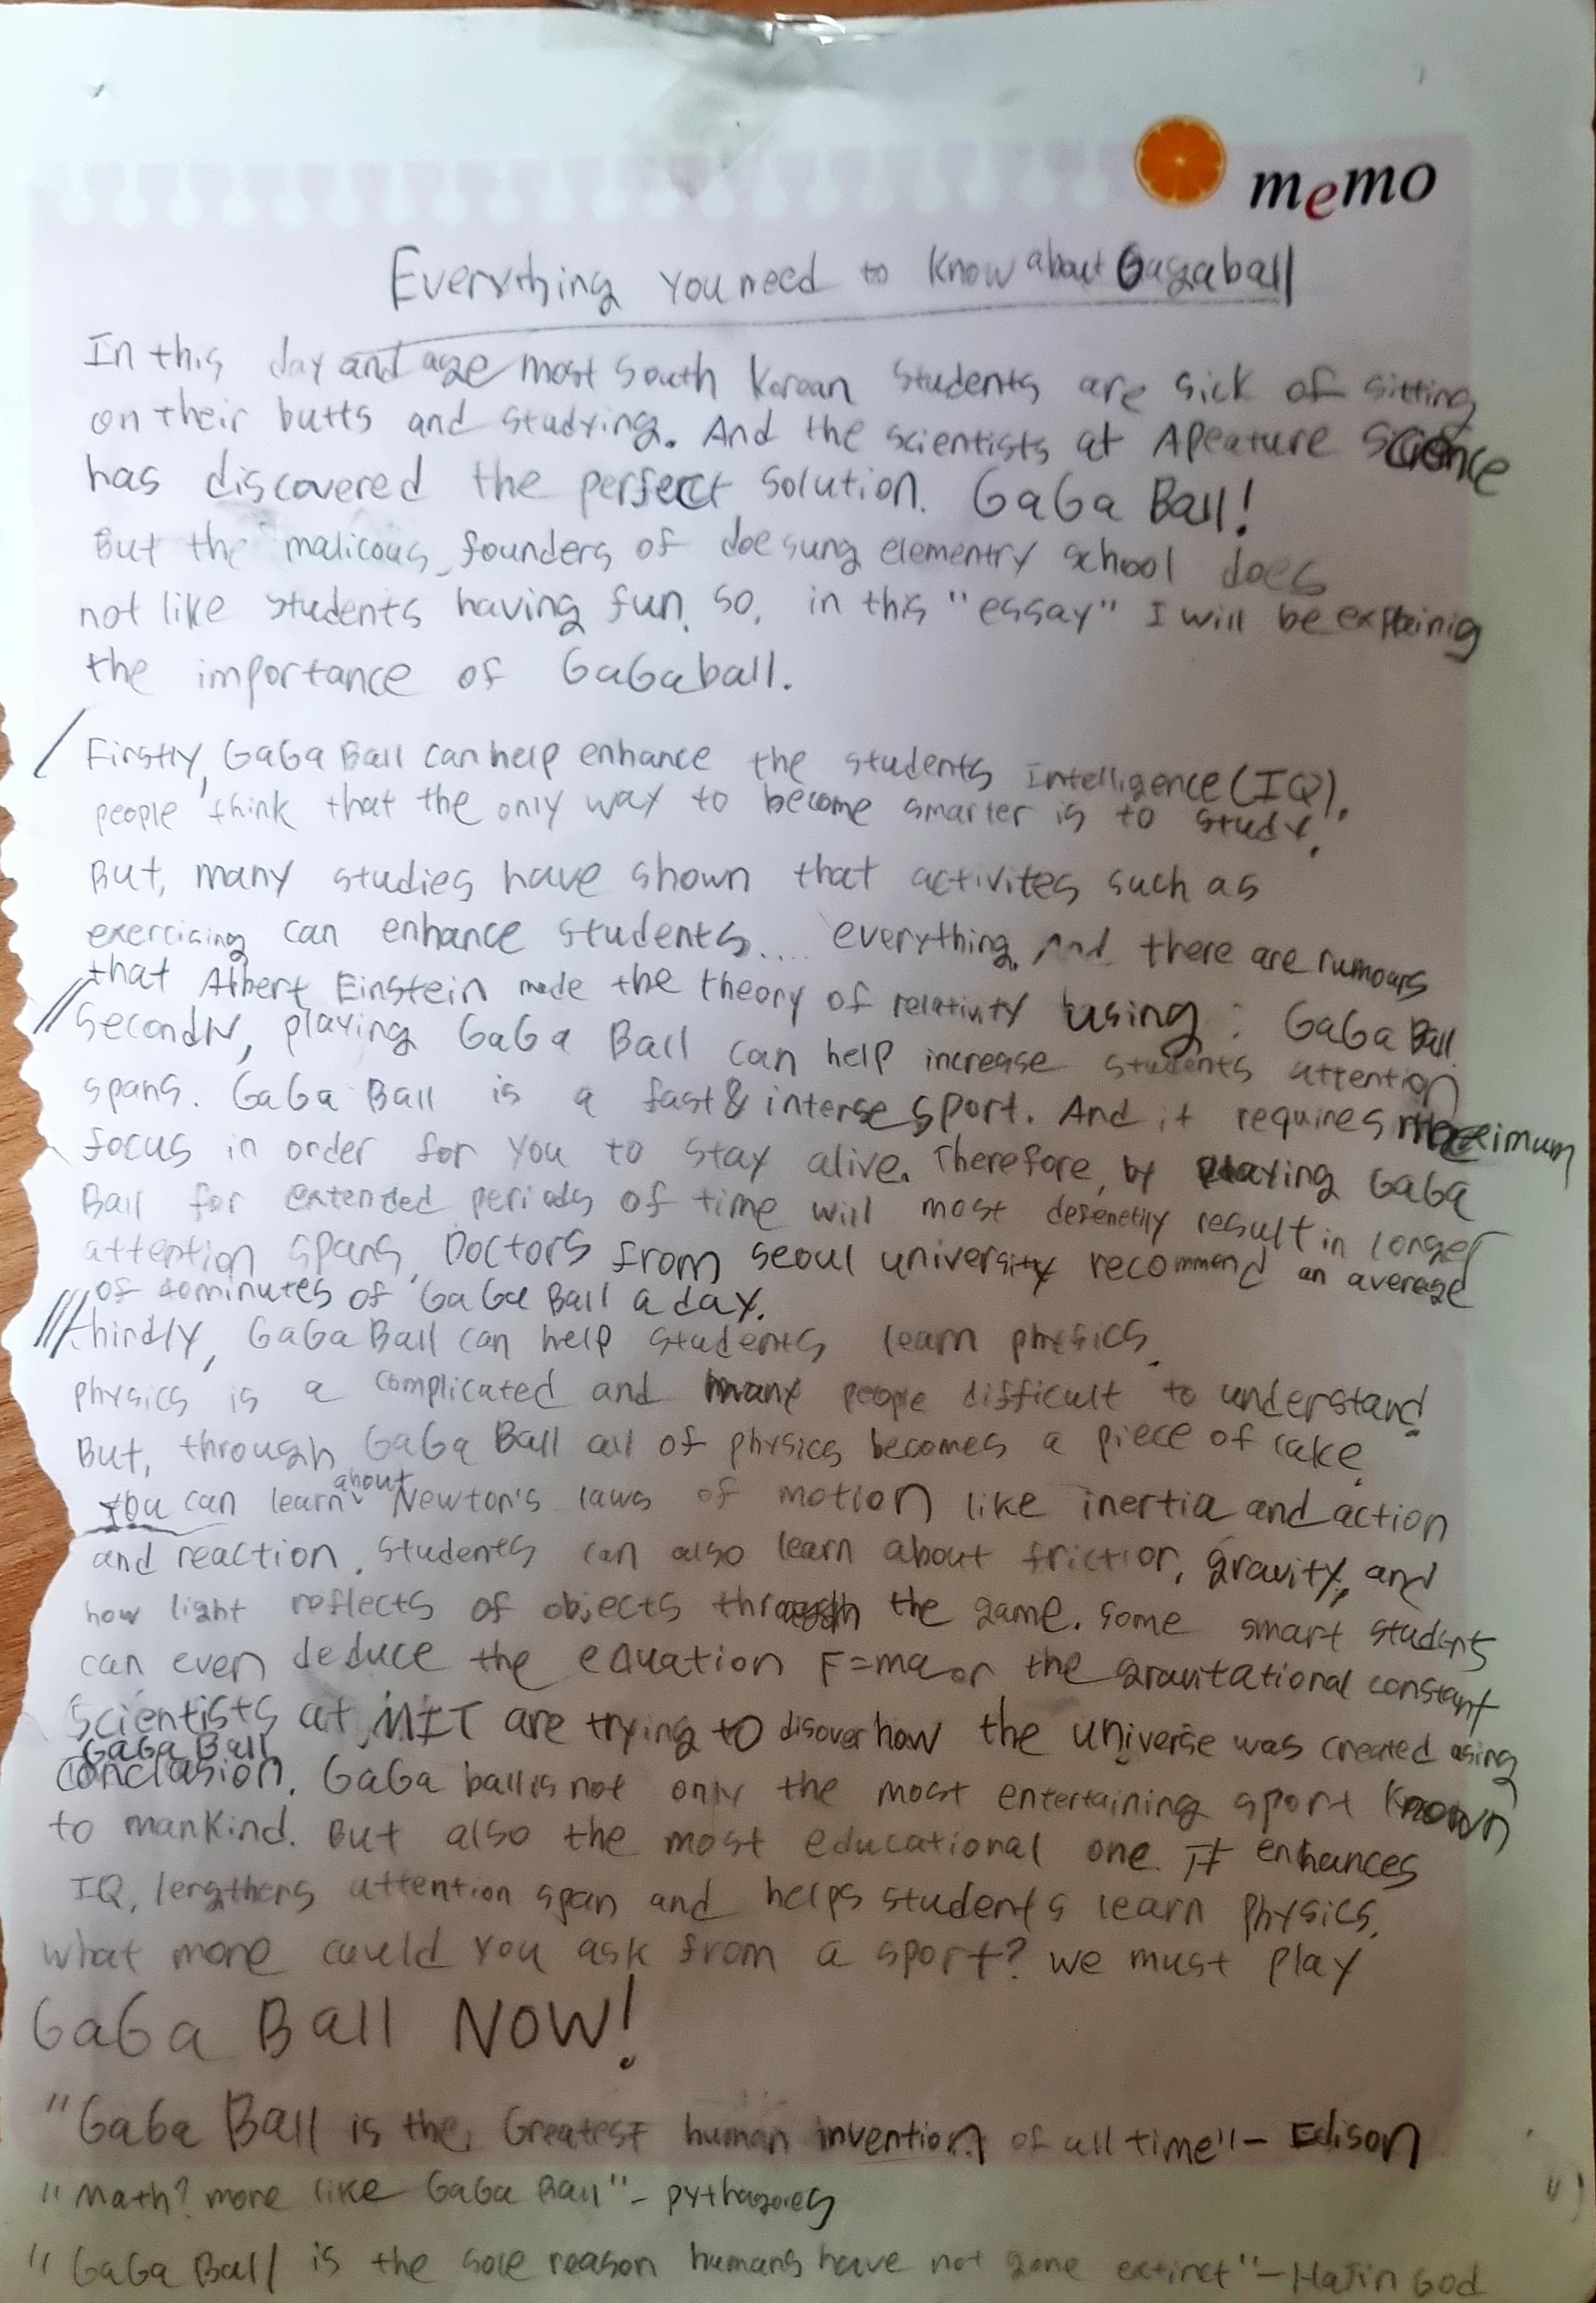 memo
Everything you need to know about Gagaball
In this day and age most South Korean students are sick of sitting
on their butts and studying. And the scientists at Apeature Science
has discovered the perfect solution. GaGa Ball!
But the malicous founders of doesung elementry school does
not like students having fun. So, in this "essay" I will be explainig
the importance of GaGaball.
Firstly, GaGa Ball can help enhance the students Intelligence (IQ).
people think that the only way to become smarter is to study.
But, many studies have shown that activites such as
exercising can enhance students.... everything. And there are rumours
that Albert Einstein made the theory of relativity using : GaGa Ball
Secondly, playing GaGa Ball can help increase students attention
spans. GaGa Ball is a fast & intense sport. And it requires maximum
focus in order for you to stay alive. Therefore, by playing GaGa
Ball for extended periods of time will most defenetily result in longer
attention spans. Doctors from Seoul university recommend an average
of 40minutes of GaGa Ball a day.
thirdly, GaGa Ball can help students learn physics.
physics is a complicated and many people difficult to understand.
But, through GaGa Ball all of physics becomes a piece of cake.
You can learn about Newton's laws of motion like inertia and action
and reaction. Students can also learn about friction, gravity, and
how light reflects of objects through the game. Some smart students
can even deduce the equation F=ma or the gravitational constant
Scientists at MIT are trying to disover how the universe was created using
GaGa Ball
conclusion. GaGa ball is not only the most entertaining sport known
to mankind. But also the most educational one. It enhances
IQ, lengthens attention span and helps students learn physics.
what more could you ask from a sport? we must play
GaGa Ball NOW!
"GaGa Ball is the Greatest human invention of all time" - Edison
"Math? more like GaGa Ball" - pythagores
"GaGa Ball is the sole reason humans have not gone extinct" - HaJin God